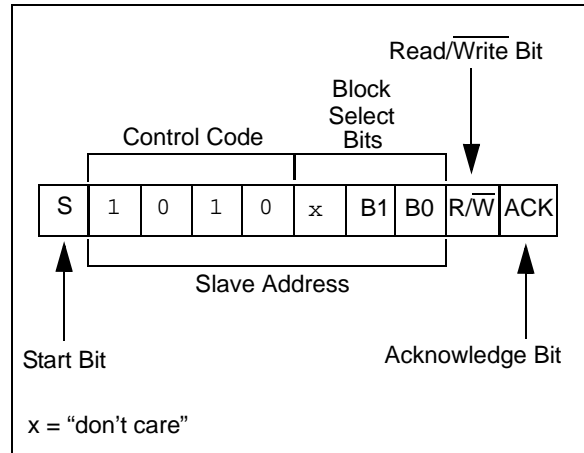 Read/Write Bit
Block
Select
Bits
Control Code
S 1 0 1 0 x B1 B0 R/W ACK
Slave Address
Start Bit
Acknowledge Bit
x = “don’t care”